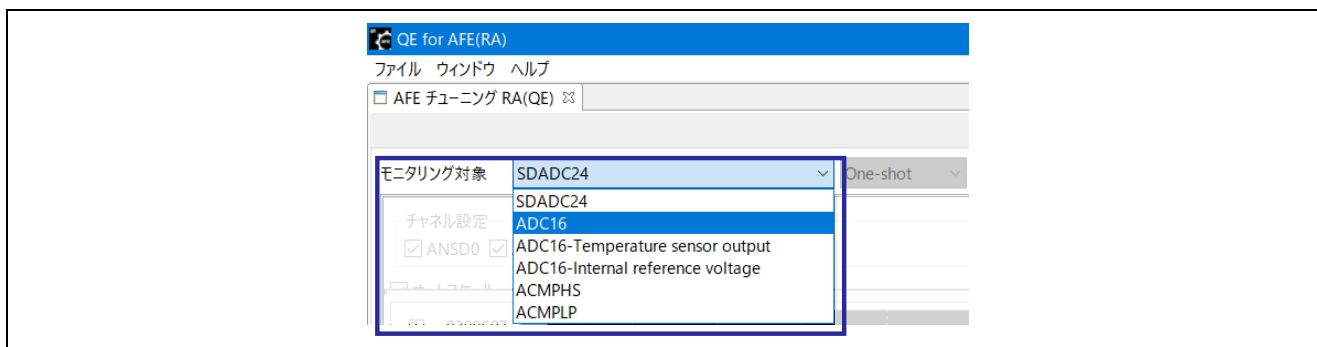 QE for AFE(RA)
ファイル ウィンドウ ヘルプ
AFE チューニング RA(QE)
モニタリング対象 SDADC24 One-shot
SDADC24
チャネル設定
ADC16
ANSD0
ADC16-Temperature sensor output
ADC16-Internal reference voltage
ACMPHS
ACMPLP